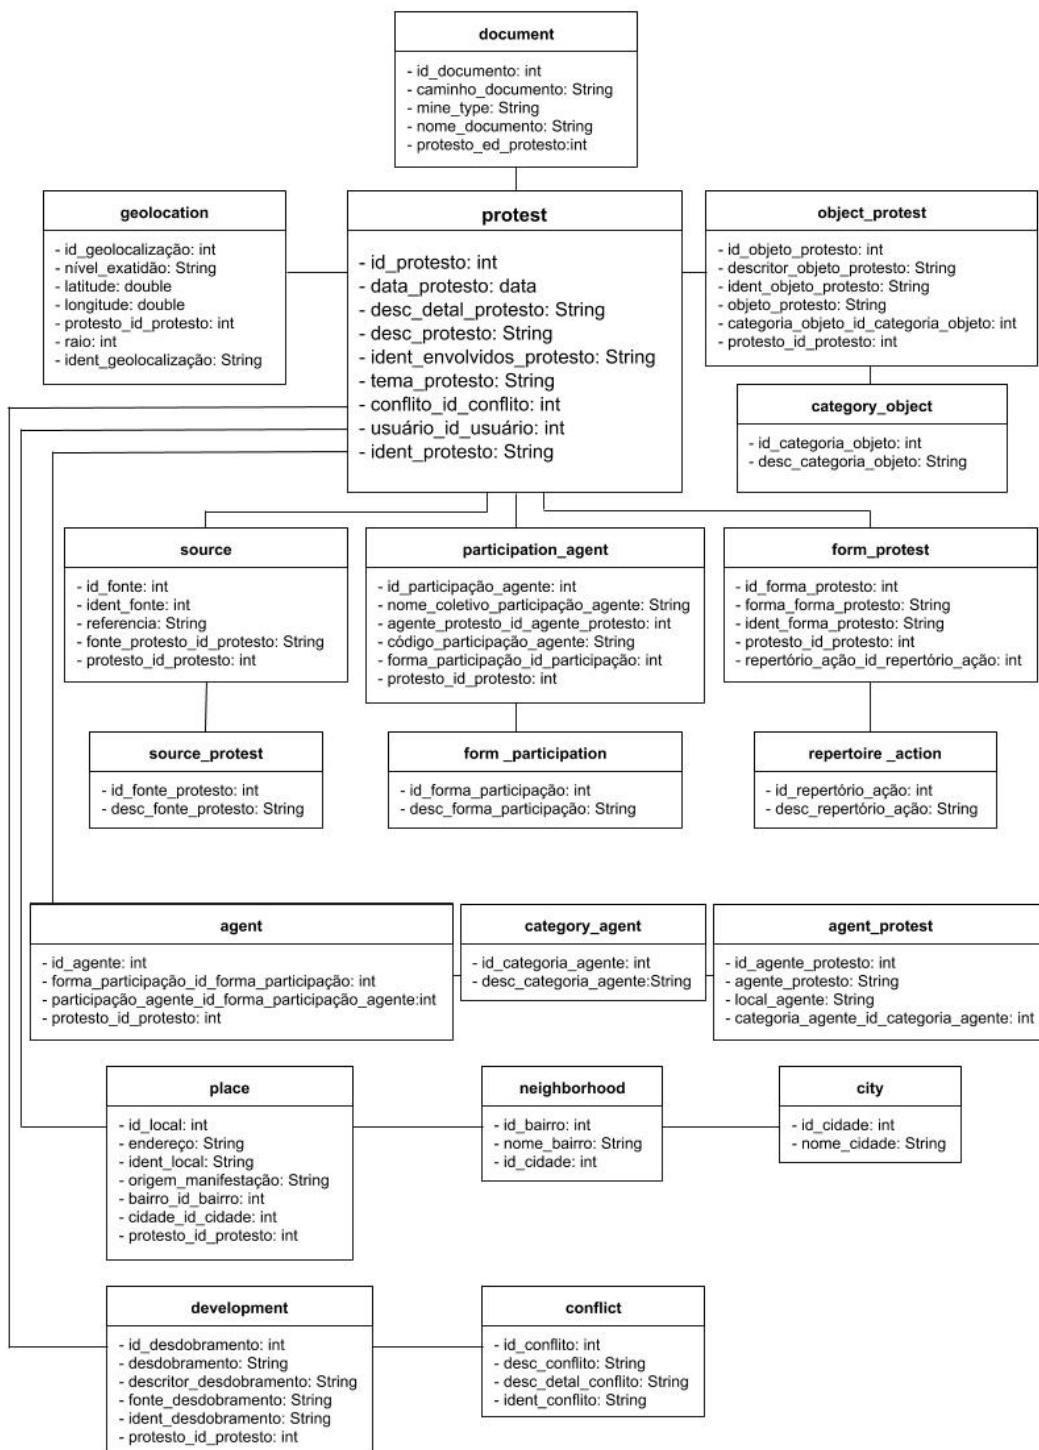 document
- id_documento: int
- caminho_documento: String
- mine_type: String
- nome_documento: String
- protesto_ed_protesto:int
geolocation
- id_geolocalização: int
- nível_exatidão: String
- latitude: double
- longitude: double
- protesto_id_protesto: int
- raio: int
- ident_geolocalização: String
protest
- id_protesto: int
- data_protesto: data
- desc_detal_protesto: String
- desc_protesto: String
- ident_envolvidos_protesto: String
- tema_protesto: String
- conflito_id_conflito: int
- usuário_id_usuário: int
- ident_protesto: String
object_protest
- id_objeto_protesto: int
- descritor_objeto_protesto: String
- ident_objeto_protesto: String
- objeto_protesto: String
- categoria_objeto_id_categoria_objeto: int
- protesto_id_protesto: int
category_object
- id_categoria_objeto: int
- desc_categoria_objeto: String
source
- id_fonte: int
- ident_fonte: int
- referencia: String
- fonte_protesto_id_protesto: String
- protesto_id_protesto: int
participation_agent
- id_participação_agente: int
- nome_coletivo_participação_agente: String
- agente_protesto_id_agente_protesto: int
- código_participação_agente: String
- forma_participação_id_participação: int
- protesto_id_protesto: int
form_protest
- id_forma_protesto: int
- forma_forma_protesto: String
- ident_forma_protesto: String
- protesto_id_protesto: int
- repertório_ação_id_repertório_ação: int
source_protest
- id_fonte_protesto: int
- desc_fonte_protesto: String
form _participation
- id_forma_participação: int
- desc_forma_participação: String
repertoire _action
- id_repertório_ação: int
- desc_repertório_ação: String
agent
- id_agente: int
- forma_participação_id_forma_participação: int
- participação_agente_id_forma_participação_agente:int
- protesto_id_protesto: int
category_agent
- id_categoria_agente: int
- desc_categoria_agente:String
agent_protest
- id_agente_protesto: int
- agente_protesto: String
- local_agente: String
- categoria_agente_id_categoria_agente: int
place
- id_local: int
- endereço: String
- ident_local: String
- origem_manifestação: String
- bairro_id_bairro: int
- cidade_id_cidade: int
- protesto_id_protesto: int
neighborhood
- id_bairro: int
- nome_bairro: String
- id_cidade: int
city
- id_cidade: int
- nome_cidade: String
development
- id_desdobramento: int
- desdobramento: String
- descritor_desdobramento: String
- fonte_desdobramento: String
- ident_desdobramento: String
- protesto_id_protesto: int
conflict
- id_conflito: int
- desc_conflito: String
- desc_detal_conflito: String
- ident_conflito: String